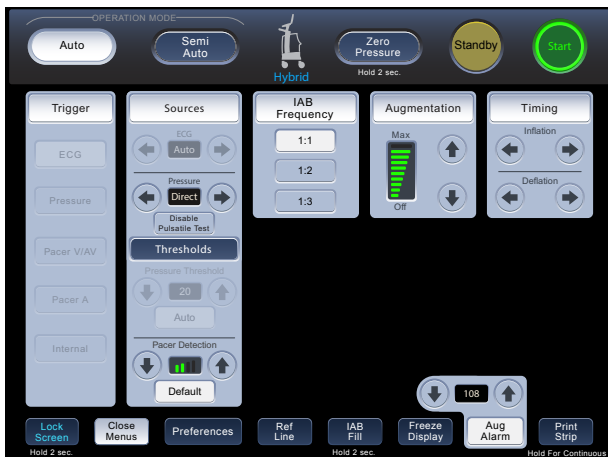 OPERATION MODE
Auto
Semi
Auto
Hybrid
Zero
Pressure
Hold 2 sec.
Standby
Start
Trigger
ECG
Pressure
Pacer V/AV
Pacer A
Internal
Sources
ECG
Auto
Pressure
Direct
Disable
Pulsatile Test
Thresholds
Pressure Threshold
20
Auto
Pacer Detection
Default
IAB
Frequency
1:1
1:2
1:3
Augmentation
Max
Off
Timing
Inflation
Deflation
108
Lock
Screen
Hold 2 sec.
Close
Menus
Preferences
Ref
Line
IAB
Fill
Hold 2 sec.
Freeze
Display
Aug
Alarm
Print
Strip
Hold For Continuous